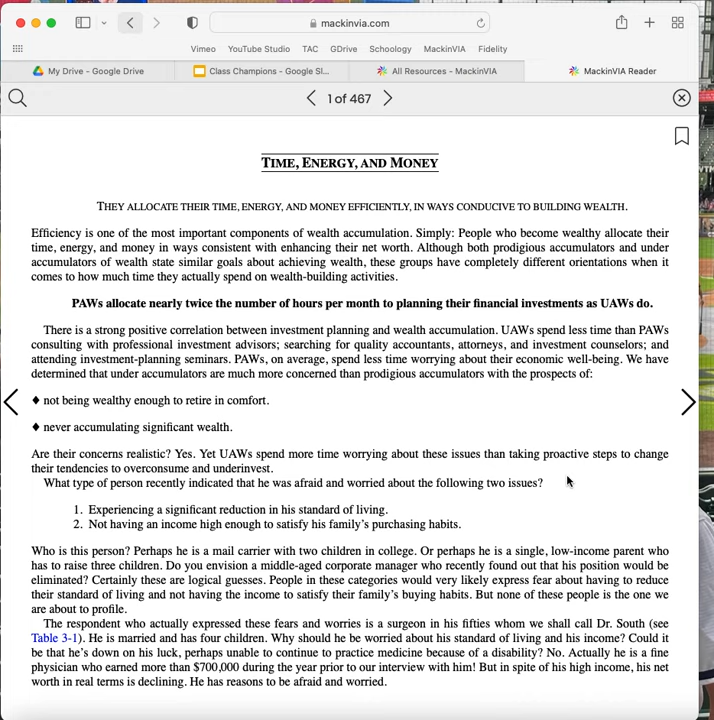 mackinvia.com
Vimeo YouTube Studio TAC GDrive Schoology MackinVIA Fidelity
My Drive - Google Drive Class Champions - Google Sl... All Resources - MackinVIA MackinVIA Reader
1 of 467
TIME, ENERGY, AND MONEY
THEY ALLOCATE THEIR TIME, ENERGY, AND MONEY EFFICIENTLY, IN WAYS CONDUCIVE TO BUILDING WEALTH.
Efficiency is one of the most important components of wealth accumulation. Simply: People who become wealthy allocate their
time, energy, and money in ways consistent with enhancing their net worth. Although both prodigious accumulators and under
accumulators of wealth state similar goals about achieving wealth, these groups have completely different orientations when it
comes to how much time they actually spend on wealth-building activities.
PAWs allocate nearly twice the number of hours per month to planning their financial investments as UAWs do.
There is a strong positive correlation between investment planning and wealth accumulation. UAWs spend less time than PAWs
consulting with professional investment advisors; searching for quality accountants, attorneys, and investment counselors; and
attending investment-planning seminars. PAWs, on average, spend less time worrying about their economic well-being. We have
determined that under accumulators are much more concerned than prodigious accumulators with the prospects of:
♦ not being wealthy enough to retire in comfort.
♦ never accumulating significant wealth.
Are their concerns realistic? Yes. Yet UAWs spend more time worrying about these issues than taking proactive steps to change
their tendencies to overconsume and underinvest.
What type of person recently indicated that he was afraid and worried about the following two issues?
1. Experiencing a significant reduction in his standard of living.
2. Not having an income high enough to satisfy his family's purchasing habits.
Who is this person? Perhaps he is a mail carrier with two children in college. Or perhaps he is a single, low-income parent who
has to raise three children. Do you envision a middle-aged corporate manager who recently found out that his position would be
eliminated? Certainly these are logical guesses. People in these categories would very likely express fear about having to reduce
their standard of living and not having the income to satisfy their family's buying habits. But none of these people is the one we
are about to profile.
The respondent who actually expressed these fears and worries is a surgeon in his fifties whom we shall call Dr. South (see
Table 3-1). He is married and has four children. Why should he be worried about his standard of living and his income? Could it
be that he's down on his luck, perhaps unable to continue to practice medicine because of a disability? No. Actually he is a fine
physician who earned more than $700,000 during the year prior to our interview with him! But in spite of his high income, his net
worth in real terms is declining. He has reasons to be afraid and worried.